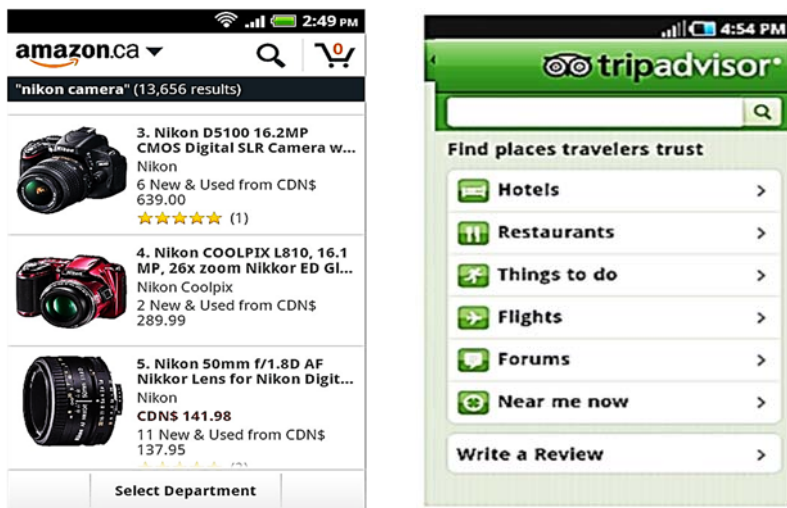 2:49 PM
amazon.ca
0
"nikon camera" (13,656 results)
3. Nikon D5100 16.2MP
CMOS Digital SLR Camera w...
Nikon
6 New & Used from CDN$
639.00
(1)
4. Nikon COOLPIX L810, 16.1
MP, 26x zoom Nikkor ED Gl...
Nikon Coolpix
2 New & Used from CDN$
289.99
5. Nikon 50mm f/1.8D AF
Nikkor Lens for Nikon Digit...
Nikon
CDN$ 141.98
11 New & Used from CDN$
137.95
Select Department
4:54 PM
tripadvisor
Find places travelers trust
Hotels
Restaurants
Things to do
Flights
Forums
Near me now
Write a Review